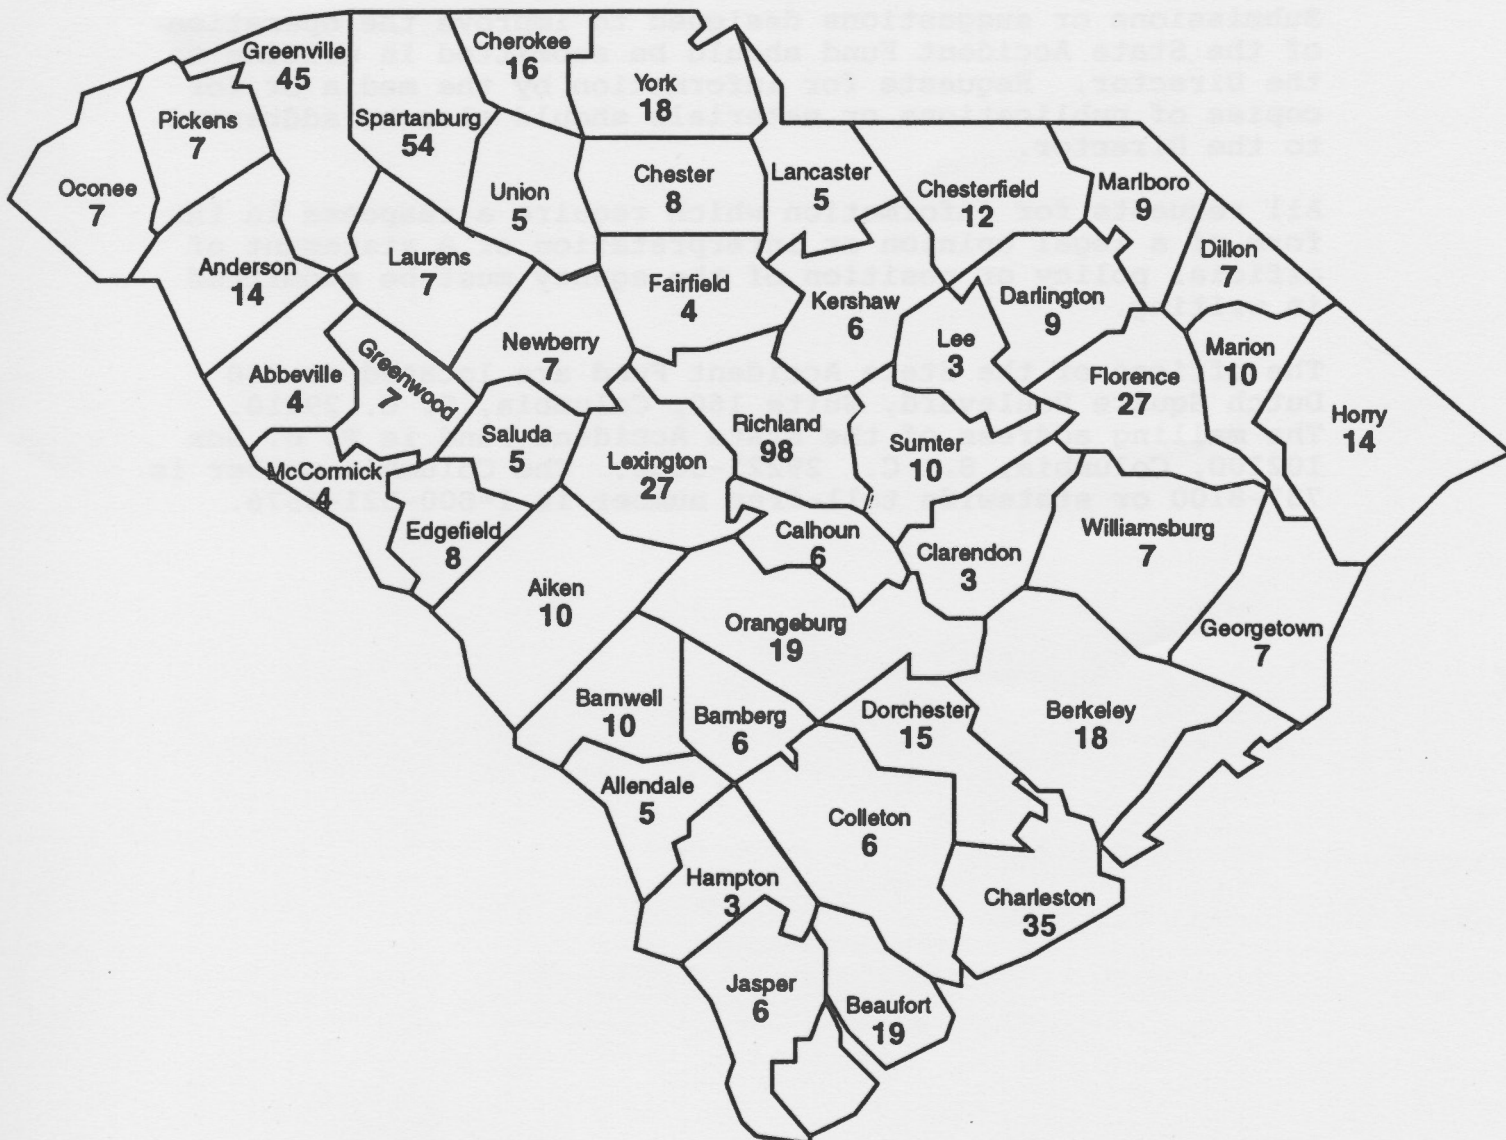 Greenville
45
Cherokee
16
York
18
Pickens
7
Spartanburg
54
Oconee
7
Union
5
Chester
8
Lancaster
5
Chesterfield
12
Marlboro
9
Anderson
14
Laurens
7
Fairfield
4
Kershaw
6
Darlington
9
Dillon
7
Abbeville
4
Greenwood
7
Newberry
7
Lee
3
Florence
27
Marion
10
Horry
14
McCormick
4
Saluda
5
Lexington
27
Richland
98
Sumter
10
Edgefield
8
Calhoun
6
Clarendon
3
Williamsburg
7
Aiken
10
Orangeburg
19
Georgetown
7
Barnwell
10
Bamberg
6
Dorchester
15
Berkeley
18
Allendale
5
Colleton
6
Hampton
3
Charleston
35
Jasper
6
Beaufort
19